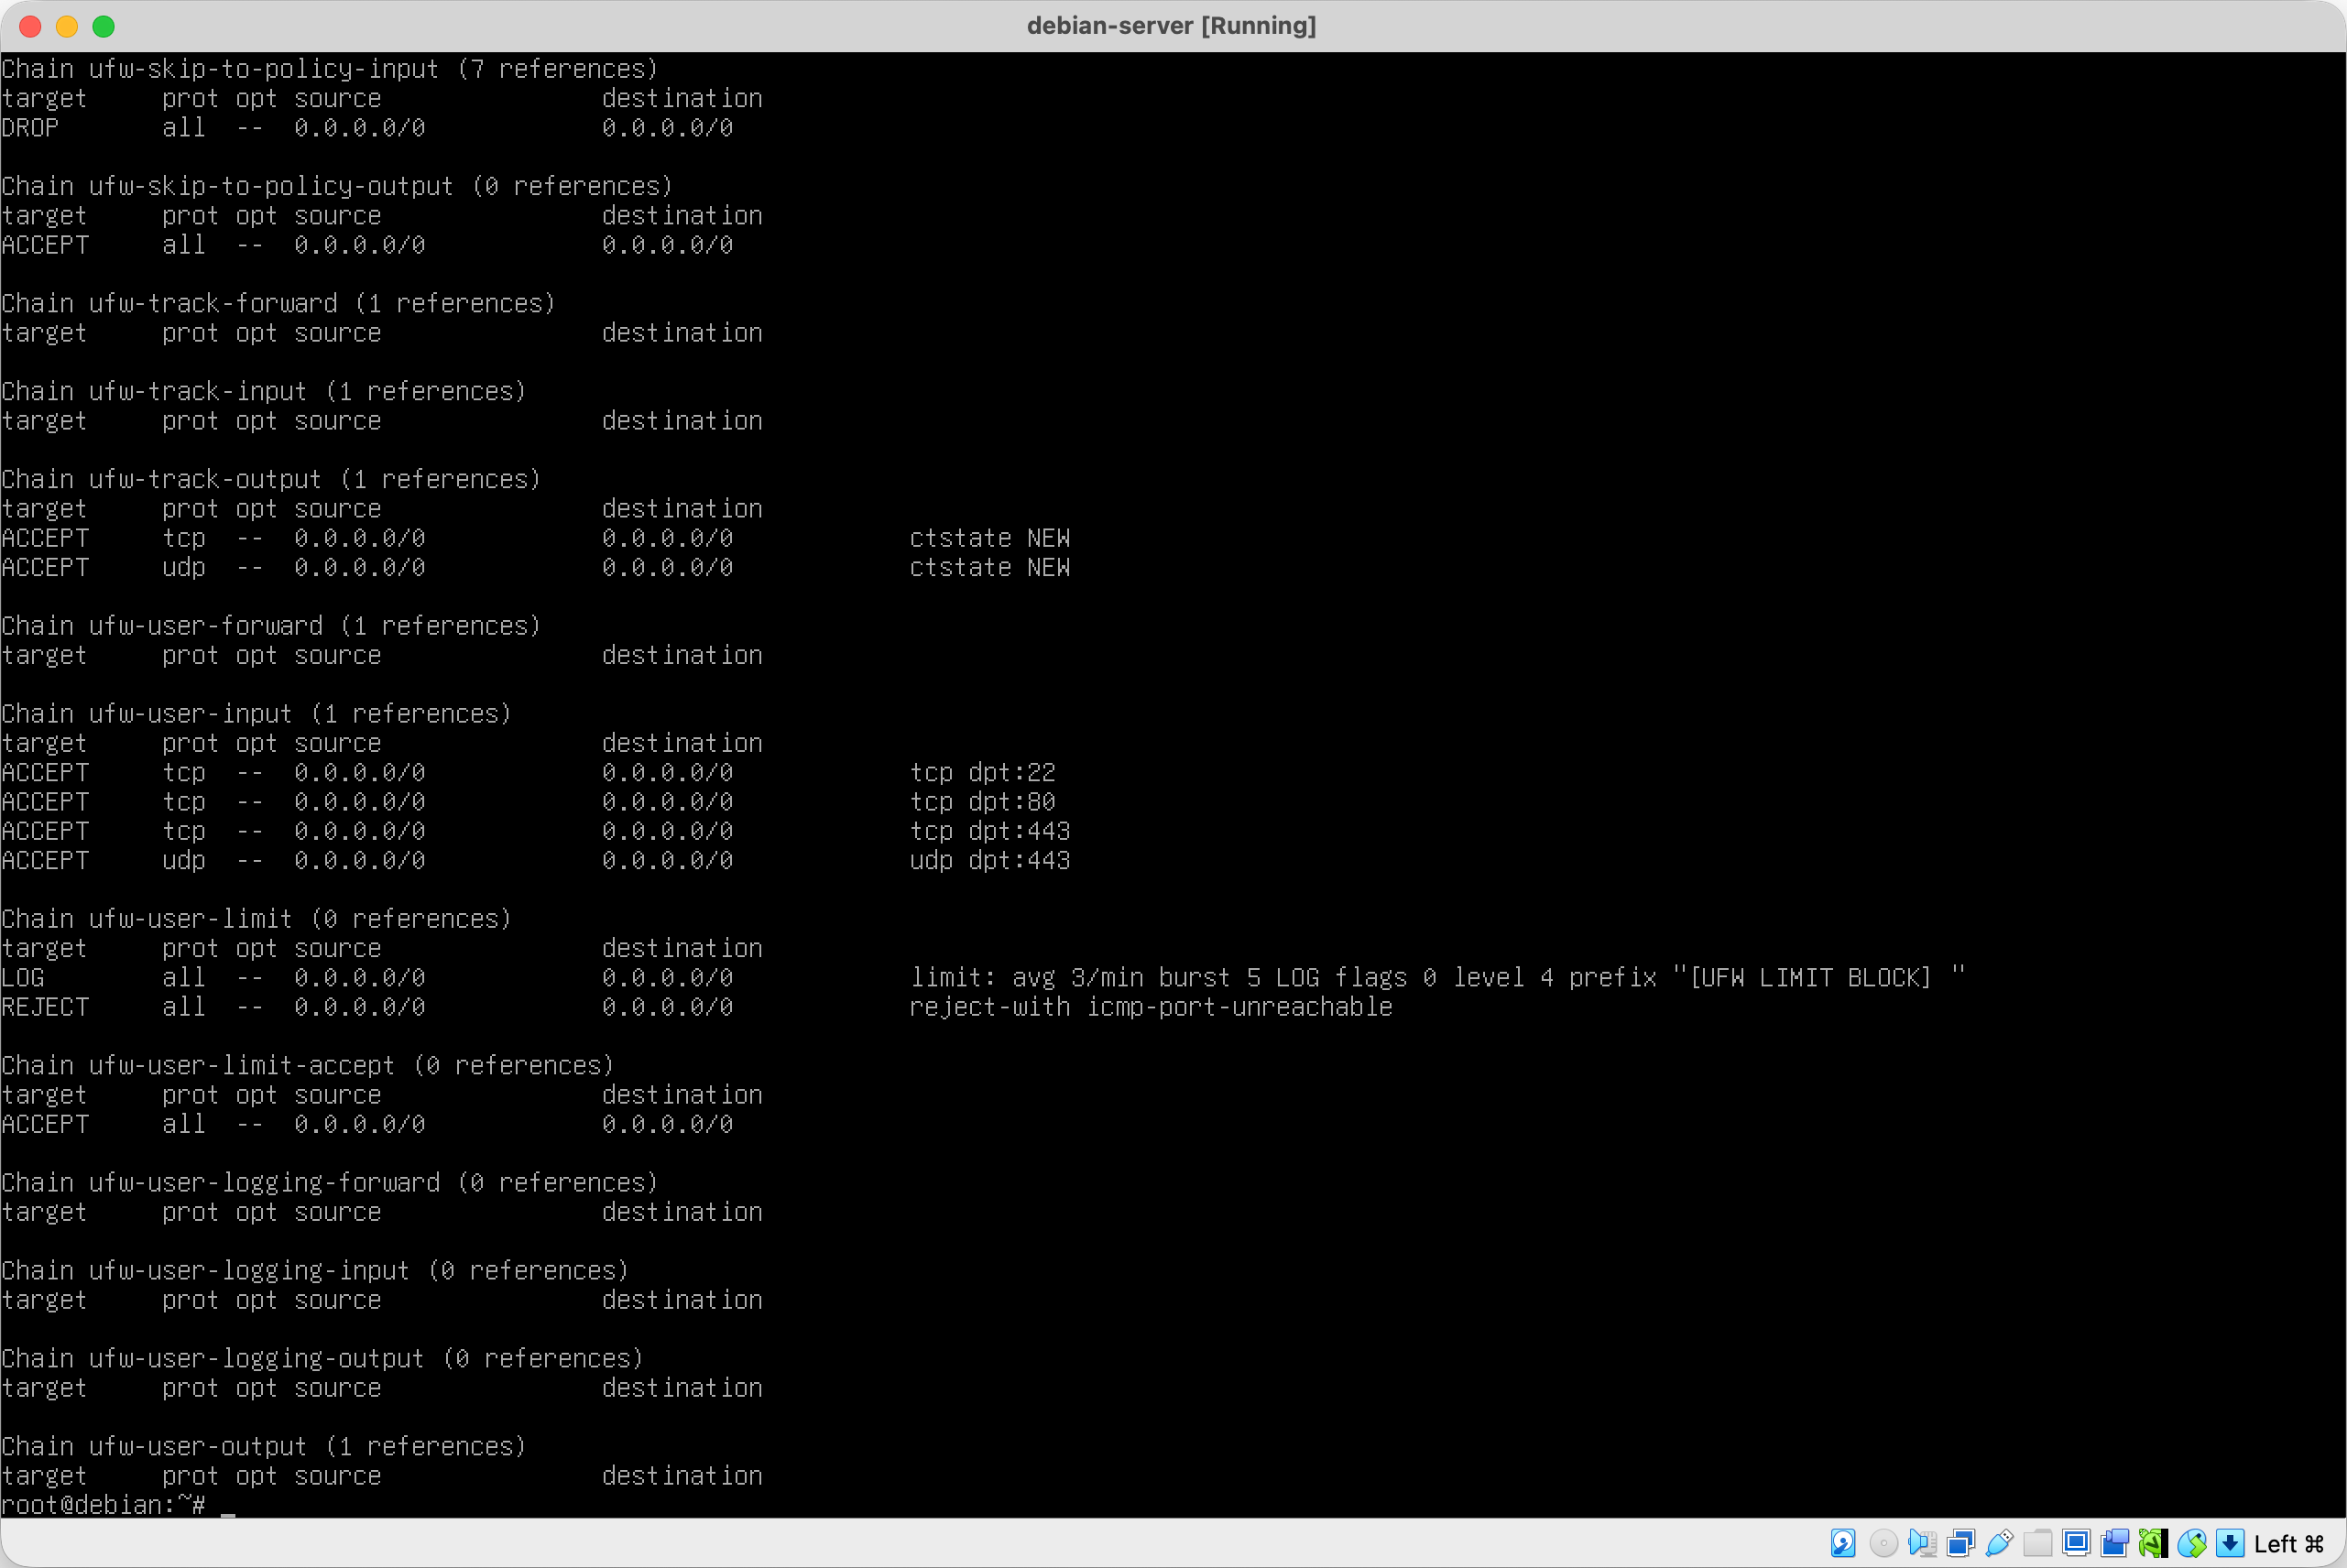 debian-server [Running]
Chain ufw-skip-to-policy-input (7 references)
target     prot opt source               destination
DROP       all  --  0.0.0.0/0            0.0.0.0/0

Chain ufw-skip-to-policy-output (0 references)
target     prot opt source               destination
ACCEPT     all  --  0.0.0.0/0            0.0.0.0/0

Chain ufw-track-forward (1 references)
target     prot opt source               destination

Chain ufw-track-input (1 references)
target     prot opt source               destination

Chain ufw-track-output (1 references)
target     prot opt source               destination
ACCEPT     tcp  --  0.0.0.0/0            0.0.0.0/0            ctstate NEW
ACCEPT     udp  --  0.0.0.0/0            0.0.0.0/0            ctstate NEW

Chain ufw-user-forward (1 references)
target     prot opt source               destination

Chain ufw-user-input (1 references)
target     prot opt source               destination
ACCEPT     tcp  --  0.0.0.0/0            0.0.0.0/0            tcp dpt:22
ACCEPT     tcp  --  0.0.0.0/0            0.0.0.0/0            tcp dpt:80
ACCEPT     tcp  --  0.0.0.0/0            0.0.0.0/0            tcp dpt:443
ACCEPT     udp  --  0.0.0.0/0            0.0.0.0/0            udp dpt:443

Chain ufw-user-limit (0 references)
target     prot opt source               destination
LOG        all  --  0.0.0.0/0            0.0.0.0/0            limit: avg 3/min burst 5 LOG flags 0 level 4 prefix "[UFW LIMIT BLOCK] "
REJECT     all  --  0.0.0.0/0            0.0.0.0/0            reject-with icmp-port-unreachable

Chain ufw-user-limit-accept (0 references)
target     prot opt source               destination
ACCEPT     all  --  0.0.0.0/0            0.0.0.0/0

Chain ufw-user-logging-forward (0 references)
target     prot opt source               destination

Chain ufw-user-logging-input (0 references)
target     prot opt source               destination

Chain ufw-user-logging-output (0 references)
target     prot opt source               destination

Chain ufw-user-output (1 references)
target     prot opt source               destination
root@debian:~# _
Left ⌘